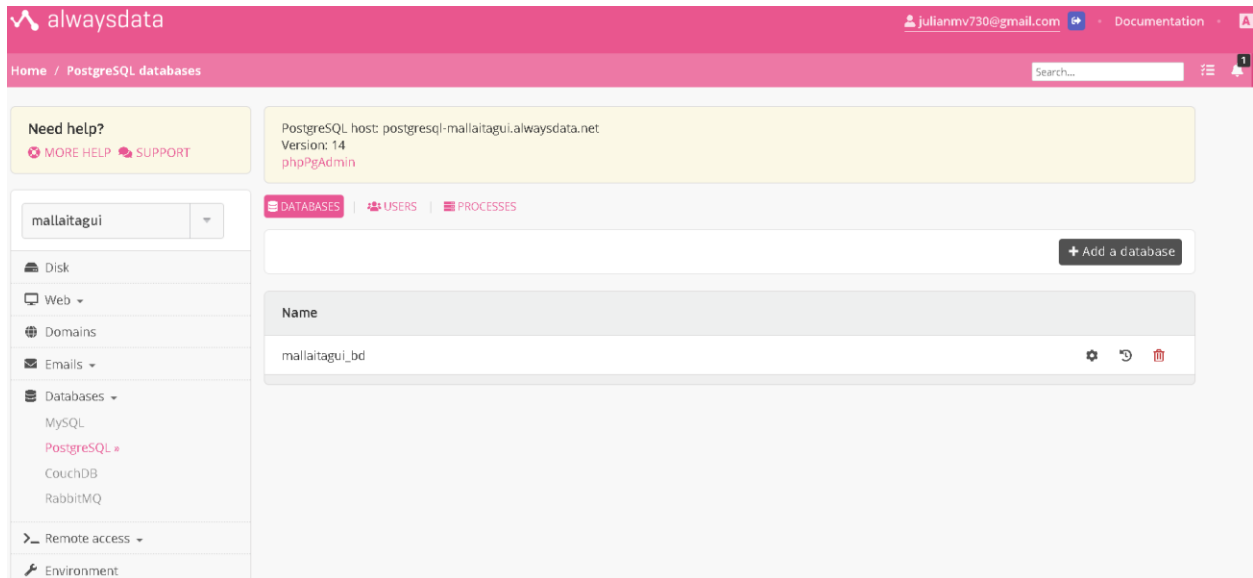 alwaysdata
julianmv730@gmail.com Documentation A
Home / PostgreSQL databases
Search...
1
Need help?
MORE HELP SUPPORT
PostgreSQL host: postgresql-mallaitagui.alwaysdata.net
Version: 14
phpPgAdmin
mallaitagui
DATABASES | USERS | PROCESSES
+ Add a database
Disk
Web
Domains
Emails
Databases
MySQL
PostgreSQL »
CouchDB
RabbitMQ
Remote access
Environment
Name
mallaitagui_bd